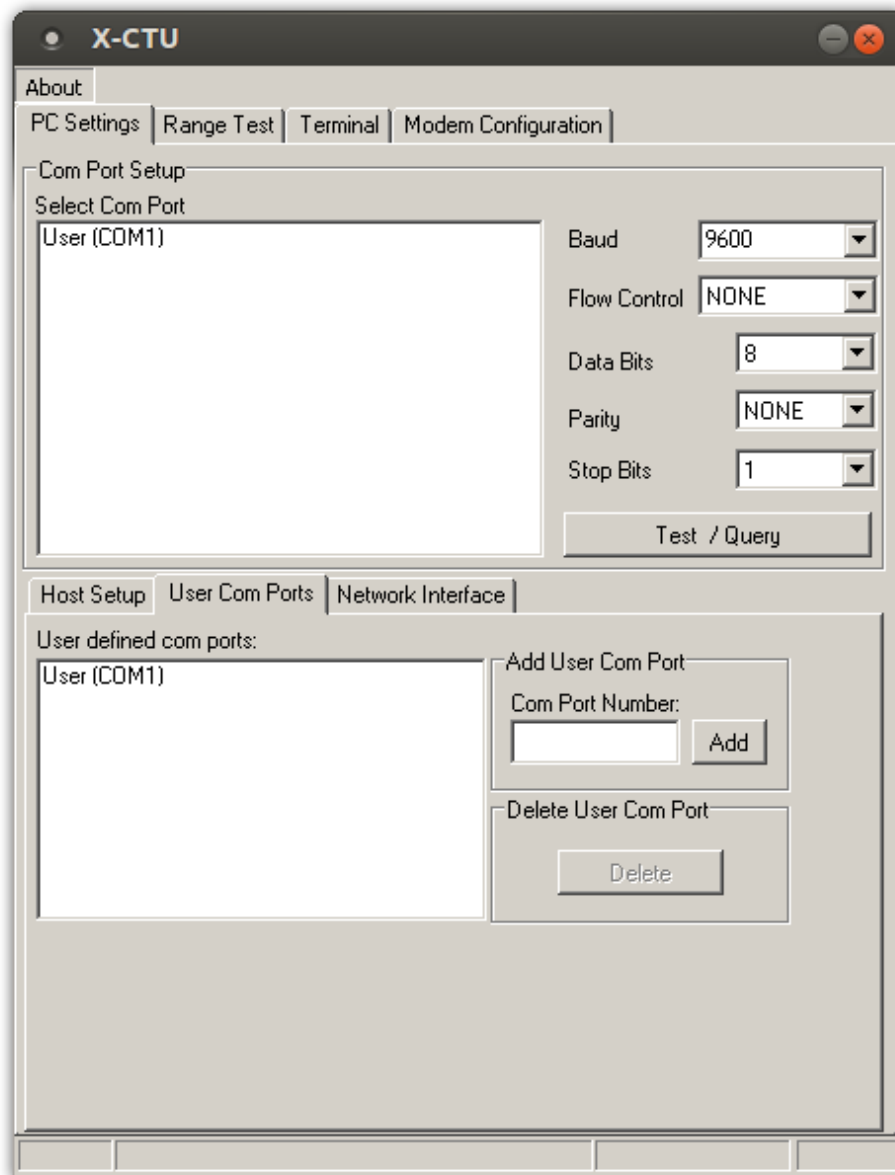 X-CTU
About
PC Settings
Range Test
Terminal
Modem Configuration
Com Port Setup
Select Com Port
User (COM1)
Baud
9600
Flow Control
NONE
Data Bits
8
Parity
NONE
Stop Bits
1
Test / Query
Host Setup
User Com Ports
Network Interface
User defined com ports:
User (COM1)
Add User Com Port
Com Port Number:
Add
Delete User Com Port
Delete